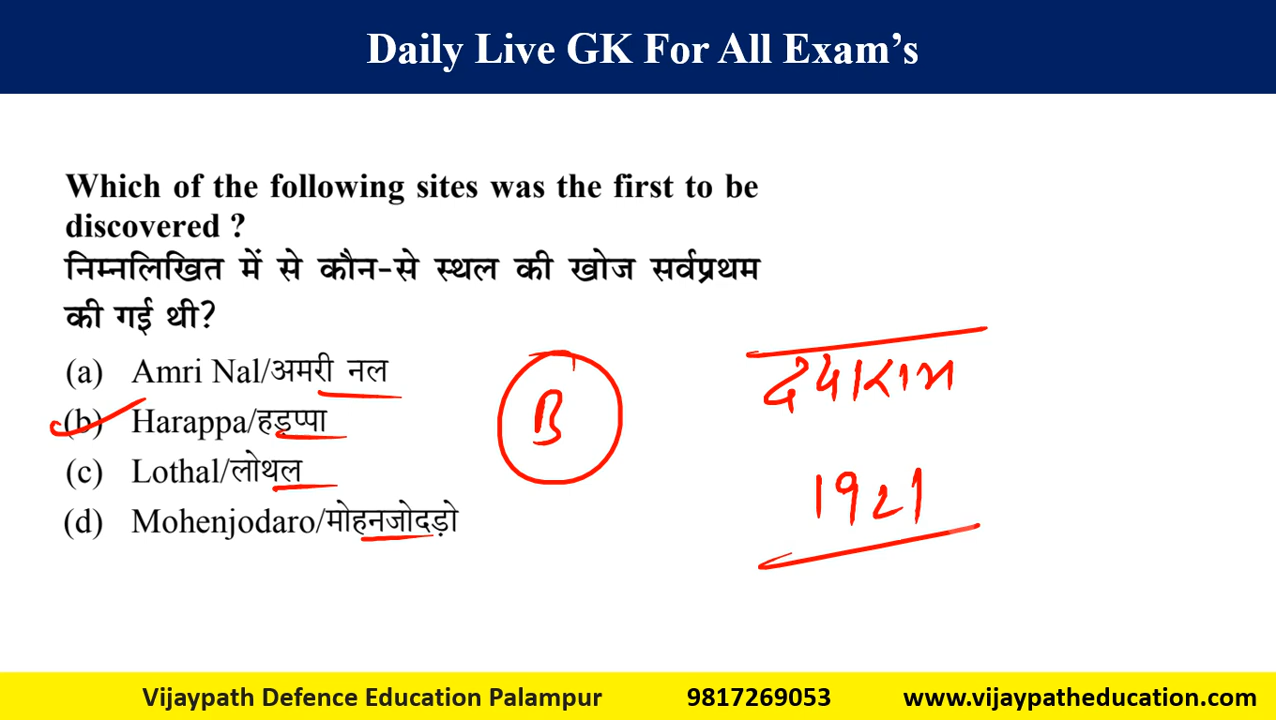 Daily Live GK For All Exam’s
Which of the following sites was the first to be
discovered ?
निम्नलिखित में से कौन-से स्थल की खोज सर्वप्रथम
की गई थी?
(a) Amri Nal/अमरी नल
(b) Harappa/हड़प्पा
(c) Lothal/लोथल
(d) Mohenjodaro/मोहनजोदड़ो
B
दयाराम
1921
Vijaypath Defence Education Palampur 9817269053 www.vijaypatheducation.com